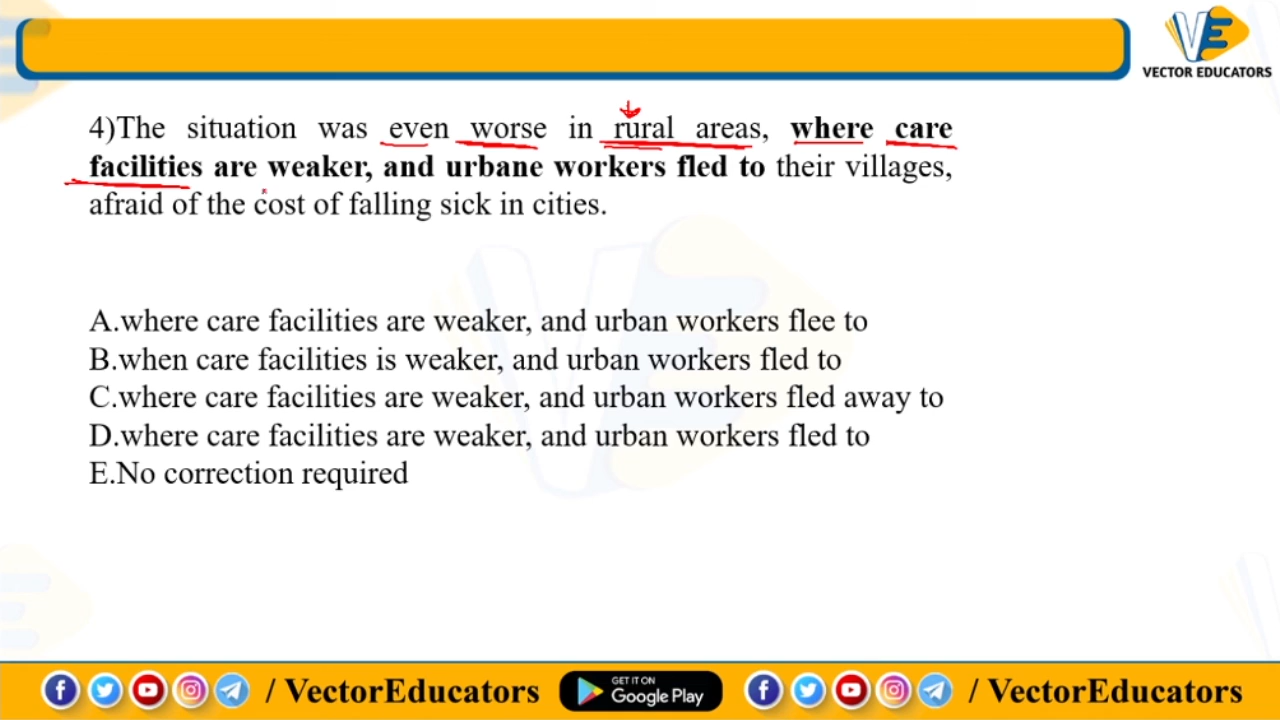 VE
VECTOR EDUCATORS
4)The situation was even worse in rural areas, where care
facilities are weaker, and urbane workers fled to their villages,
afraid of the cost of falling sick in cities.
A.where care facilities are weaker, and urban workers flee to
B.when care facilities is weaker, and urban workers fled to
C.where care facilities are weaker, and urban workers fled away to
D.where care facilities are weaker, and urban workers fled to
E.No correction required
/ VectorEducators GET IT ON Google Play / VectorEducators